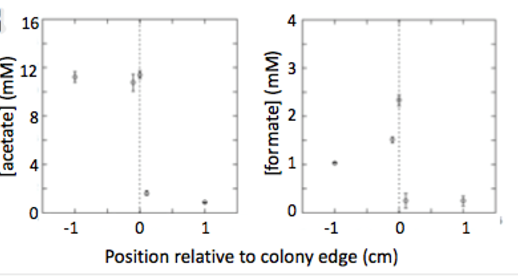 [acetate] (mM)
16
12
8
4
0
-1 0 1
[formate] (mM)
4
3
2
1
0
-1 0 1
Position relative to colony edge (cm)